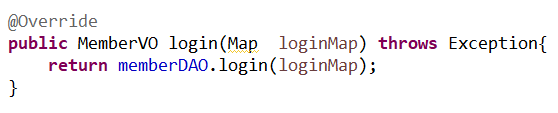 @Override
public MemberVO login(Map  loginMap) throws Exception{
    return memberDAO.login(loginMap);
}